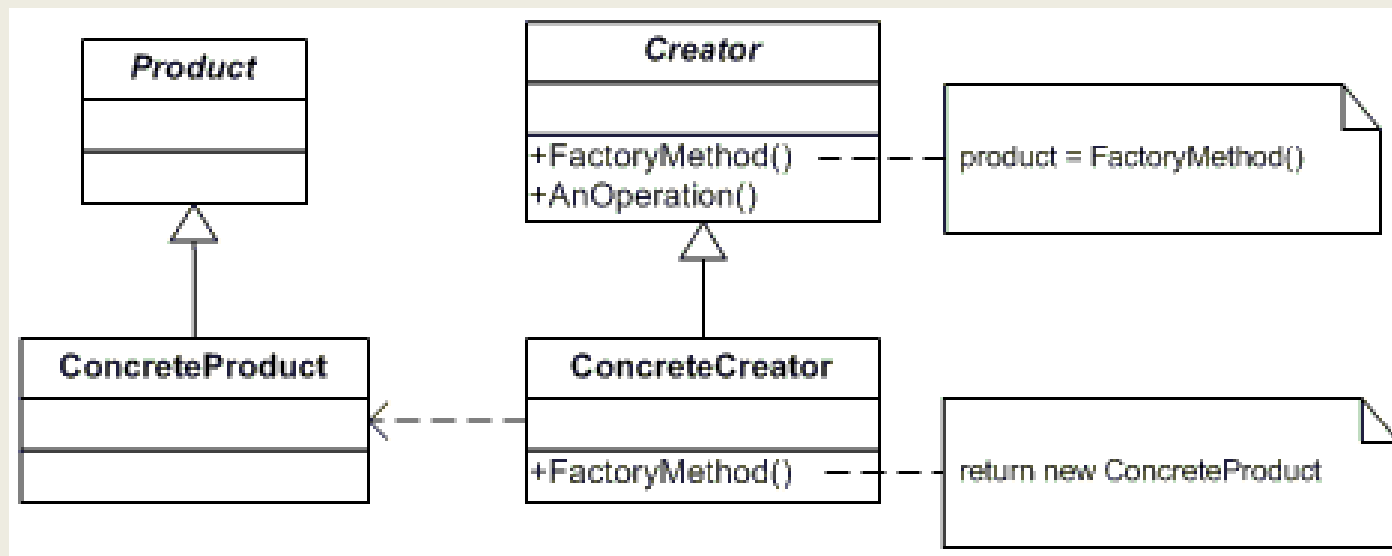 Product
Creator
+FactoryMethod()
+AnOperation()
product = FactoryMethod()
ConcreteProduct
ConcreteCreator
+FactoryMethod()
return new ConcreteProduct